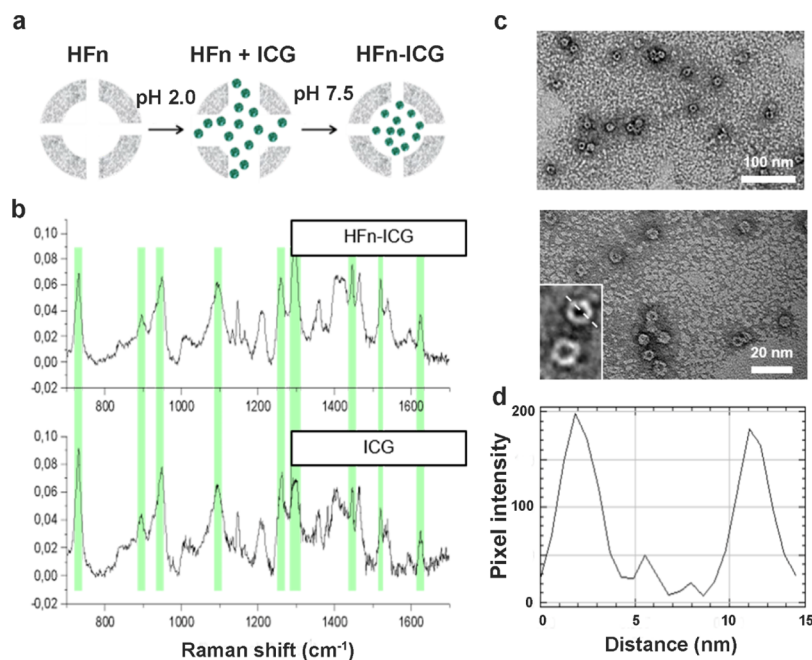 a
HFn
HFn + ICG
HFn-ICG
pH 2.0
pH 7.5
b
HFn-ICG
0,10
0,08
0,06
0,04
0,02
0,00
-0,02
800
1000
1200
1400
1600
ICG
0,10
0,08
0,06
0,04
0,02
0,00
-0,02
800
1000
1200
1400
1600
Raman shift (cm⁻¹)
c
100 nm
20 nm
d
200
100
0
Pixel intensity
0
5
10
15
Distance (nm)